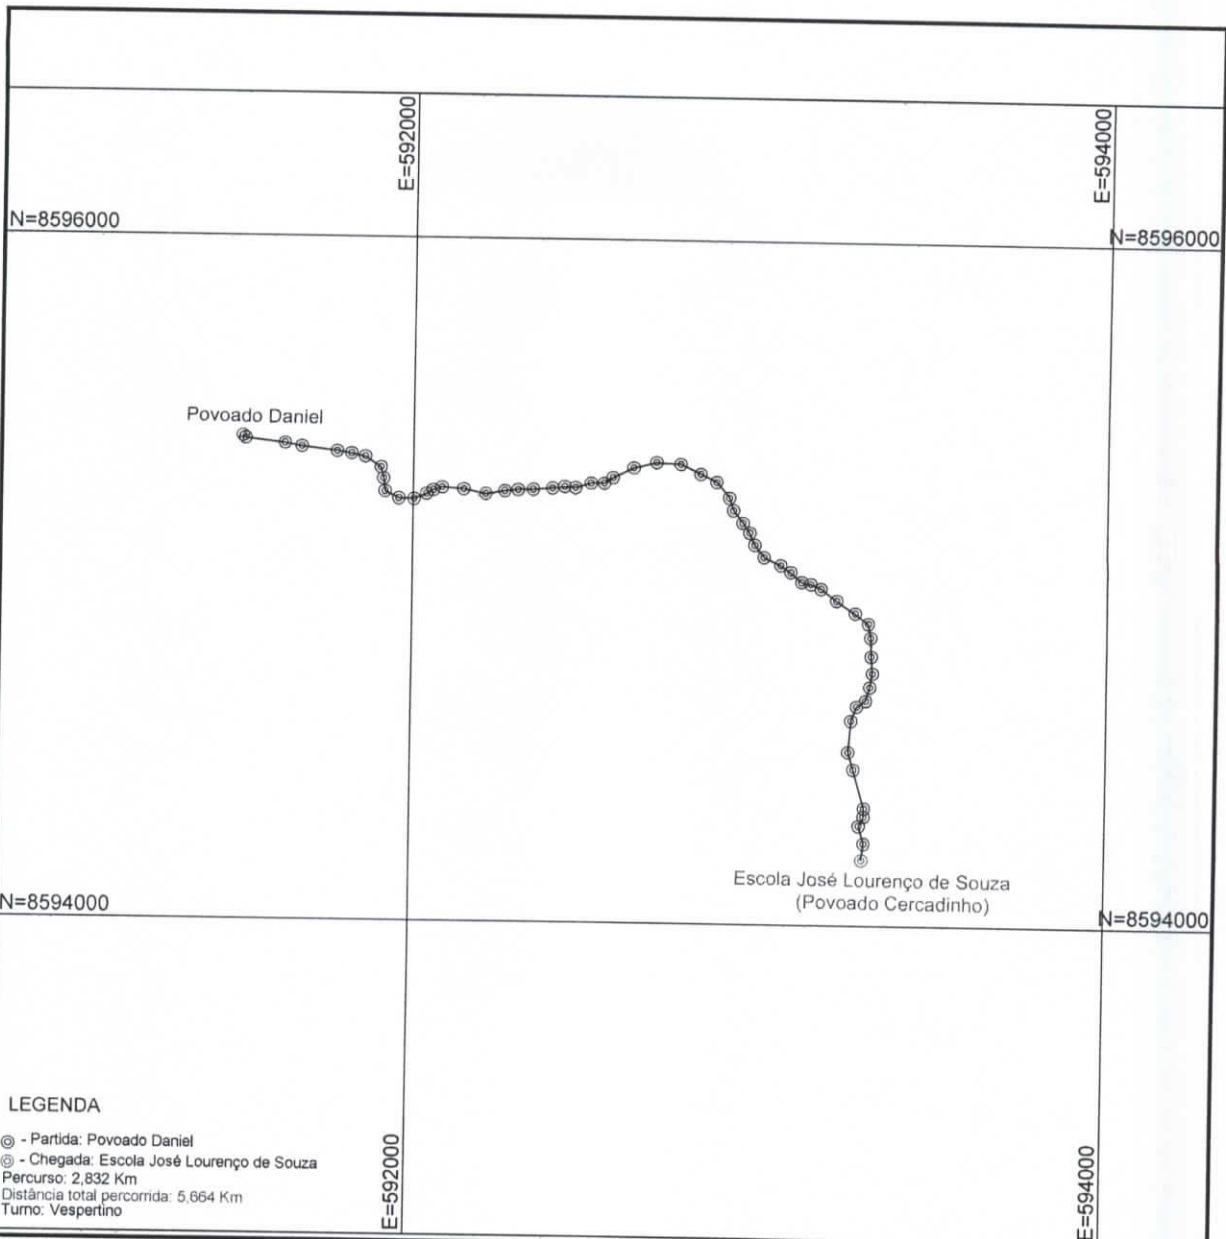 E=592000
E=594000
N=8596000
N=8596000
Povoado Daniel
Escola José Lourenço de Souza
(Povoado Cercadinho)
N=8594000
N=8594000
LEGENDA
- Partida: Povoado Daniel
- Chegada: Escola José Lourenço de Souza
Percurso: 2,832 Km
Distância total percorrida: 5,664 Km
Turno: Vespertino
E=592000
E=594000